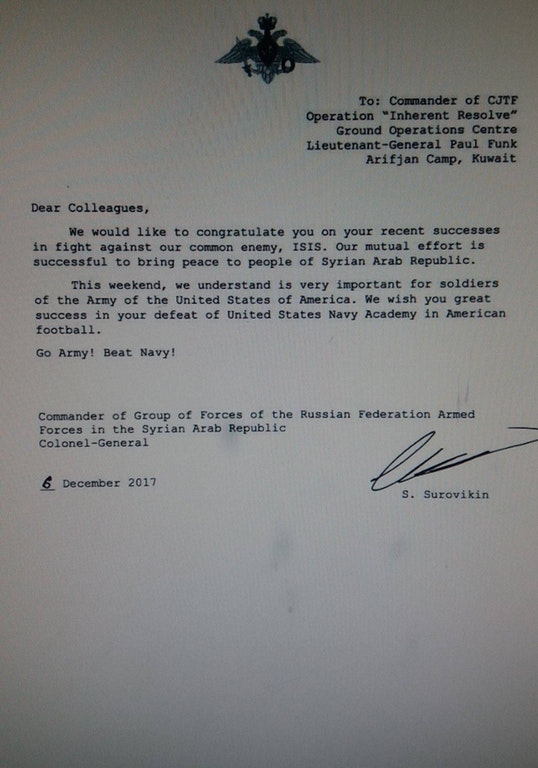 To: Commander of CJTF
Operation “Inherent Resolve”
Ground Operations Centre
Lieutenant-General Paul Funk
Arifjan Camp, Kuwait
Dear Colleagues,
We would like to congratulate you on your recent successes
in fight against our common enemy, ISIS. Our mutual effort is
successful to bring peace to people of Syrian Arab Republic.
This weekend, we understand is very important for soldiers
of the Army of the United States of America. We wish you great
success in your defeat of United States Navy Academy in American
football.
Go Army! Beat Navy!
Commander of Group of Forces of the Russian Federation Armed
Forces in the Syrian Arab Republic
Colonel-General
6 December 2017
S. Surovikin